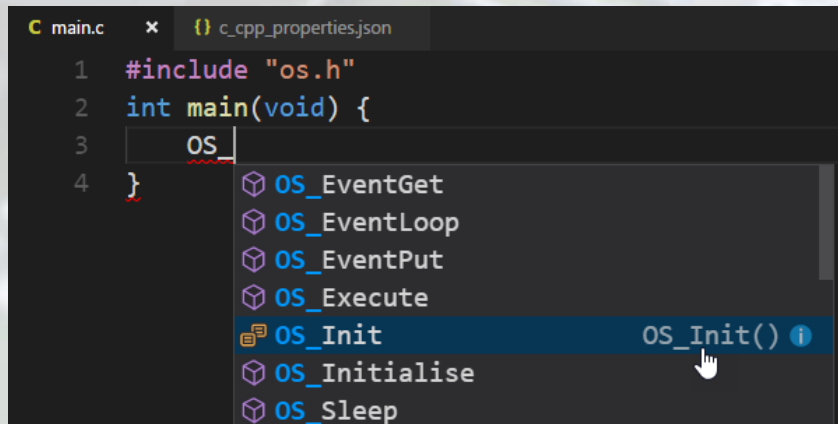 C main.c × {} c_cpp_properties.json
1 #include "os.h"
2 int main(void) {
3 OS_
4 }
OS_EventGet
OS_EventLoop
OS_EventPut
OS_Execute
OS_Init OS_Init()
OS_Initialise
OS_Sleep